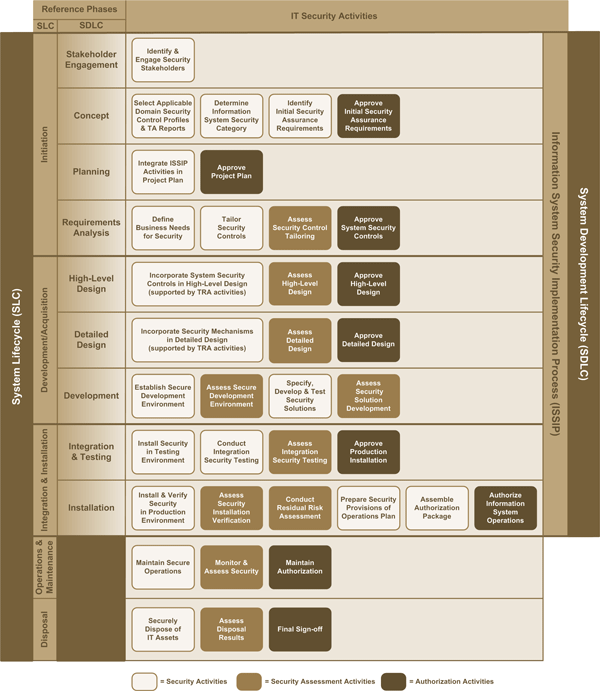 Reference Phases
IT Security Activities
SLC
SDLC
System Lifecycle (SLC)
Initiation
Stakeholder
Engagement
Identify &
Engage Security
Stakeholders
Concept
Select Applicable
Domain Security
Control Profiles
& TA Reports
Determine
Information
System Security
Category
Identify
Initial Security
Assurance
Requirements
Approve
Initial Security
Assurance
Requirements
Planning
Integrate ISSIP
Activities in
Project Plan
Approve
Project Plan
Requirements
Analysis
Define
Business Needs
for Security
Tailor
Security
Controls
Assess
Security Control
Tailoring
Approve
System Security
Controls
Development/Acquisition
High-Level
Design
Incorporate System Security
Controls in High-Level Design
(supported by TRA activities)
Assess
High-Level
Design
Approve
High-Level
Design
Detailed
Design
Incorporate Security Mechanisms
in Detailed Design
(supported by TRA activities)
Assess
Detailed
Design
Approve
Detailed Design
Development
Establish Secure
Development
Environment
Assess Secure
Development
Environment
Specify,
Develop & Test
Security
Solutions
Assess
Security
Solution
Development
Integration & Installation
Integration
& Testing
Install Security
in Testing
Environment
Conduct
Integration
Security Testing
Assess
Integration
Security Testing
Approve
Production
Installation
Installation
Install & Verify
Security
in Production
Environment
Assess
Security
Installation
Verification
Conduct
Residual Risk
Assessment
Prepare Security
Provisions of
Operations Plan
Assemble
Authorization
Package
Authorize
Information
System
Operations
Information System Security Implementation Process (ISSIP)
System Development Lifecycle (SDLC)
Operations &
Maintenance
Maintain Secure
Operations
Monitor &
Assess Security
Maintain
Authorization
Disposal
Securely
Dispose of
IT Assets
Assess
Disposal
Results
Final Sign-off
= Security Activities
= Security Assessment Activities
= Authorization Activities